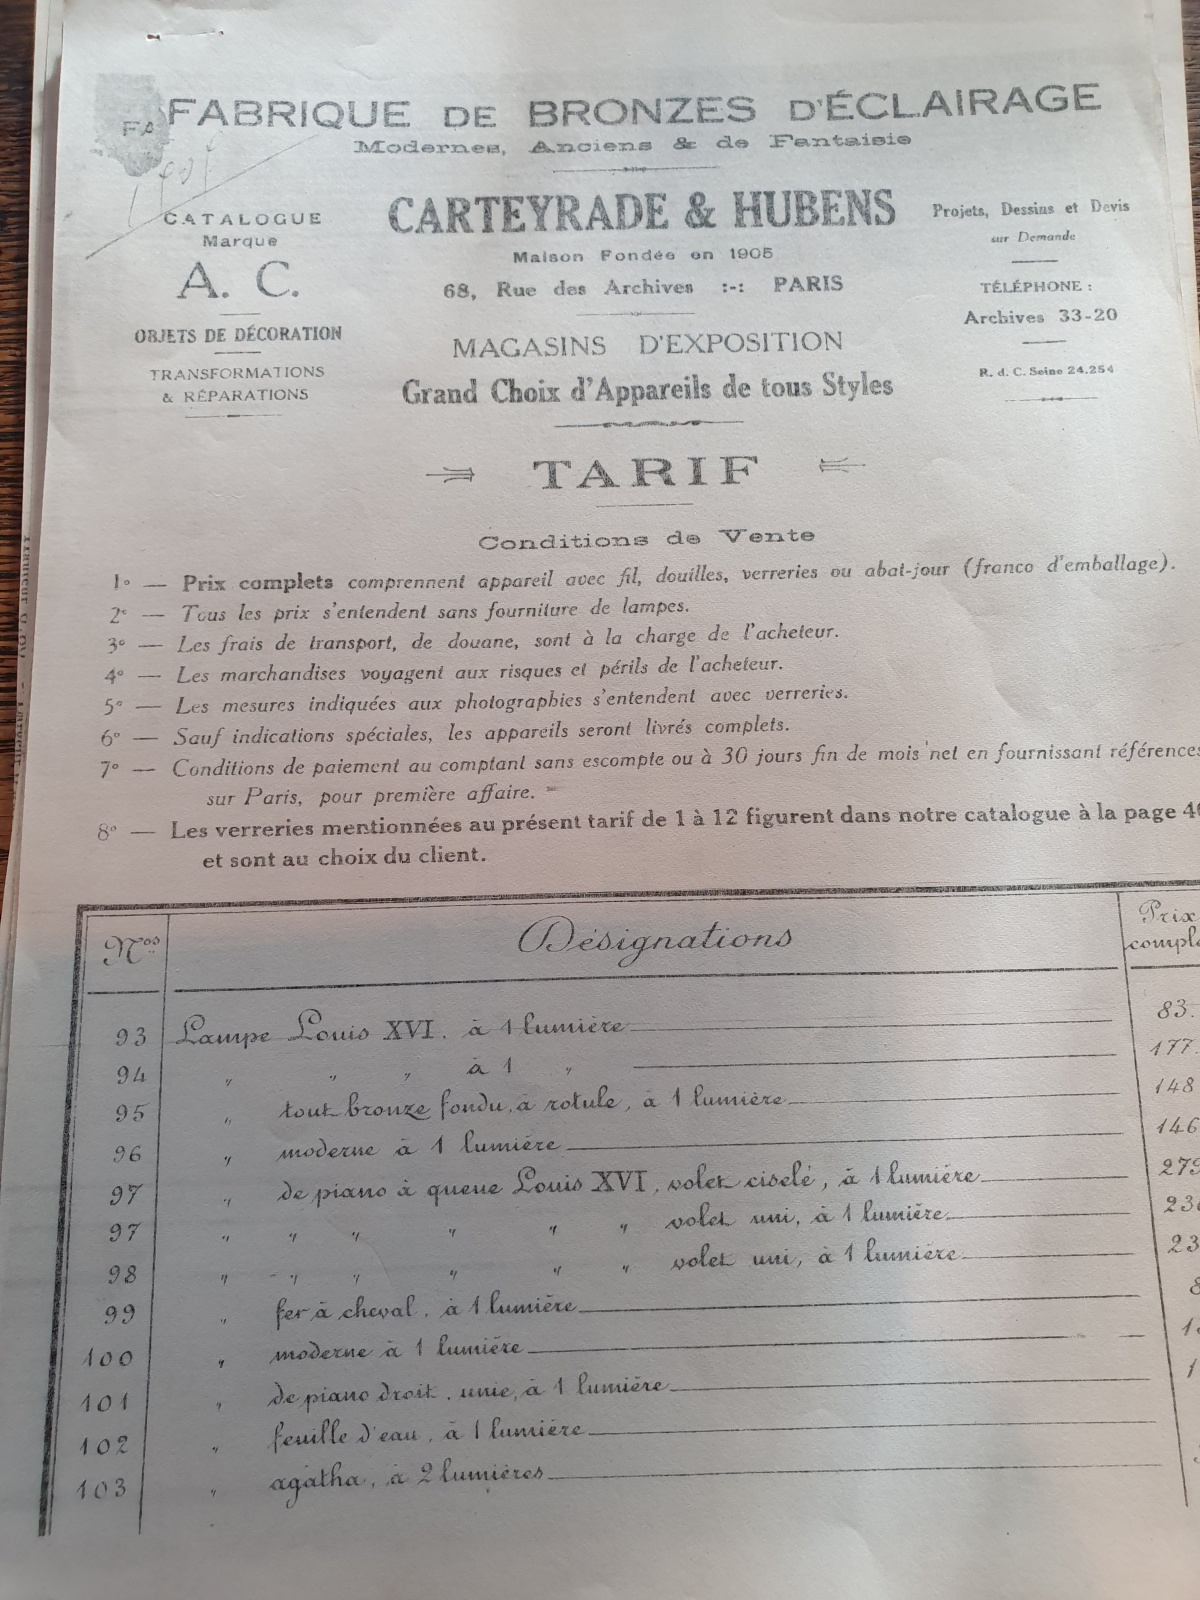 FABRIQUE DE BRONZES D'ÉCLAIRAGE
Modernes, Anciens & de Fantaisie
CATALOGUE
Marque
A. C.
OBJETS DE DÉCORATION
TRANSFORMATIONS
& RÉPARATIONS
CARTEYRADE & HUBENS
Maison Fondée en 1905
68, Rue des Archives :-: PARIS
MAGASINS D'EXPOSITION
Grand Choix d'Appareils de tous Styles
Projets, Dessins et Devis
sur Demande
TÉLÉPHONE :
Archives 33-20
R. d. C. Seine 24.254
TARIF
Conditions de Vente
1° — Prix complets comprennent appareil avec fil, douilles, verreries ou abat-jour (franco d'emballage).
2° — Tous les prix s'entendent sans fourniture de lampes.
3° — Les frais de transport, de douane, sont à la charge de l'acheteur.
4° — Les marchandises voyagent aux risques et périls de l'acheteur.
5° — Les mesures indiquées aux photographies s'entendent avec verreries.
6° — Sauf indications spéciales, les appareils seront livrés complets.
7° — Conditions de paiement au comptant sans escompte ou à 30 jours fin de mois net en fournissant références
sur Paris, pour première affaire.
8° — Les verreries mentionnées au présent tarif de 1 à 12 figurent dans notre catalogue à la page
et sont au choix du client.
Nos Désignations Prix
93 Lampe Louis XVI. à 1 lumière 83.
94 " " " à 1 " 177.
95 " tout bronze fondu, à rotule, à 1 lumière 148
96 " moderne à 1 lumière 146
97 " de piano à queue Louis XVI, volet ciselé, à 1 lumière 279
97 " " " " " " volet uni, à 1 lumière
98 " " " " " " volet uni, à 1 lumière
99 " fer à cheval, à 1 lumière
100 " moderne à 1 lumière
101 " de piano droit, unie, à 1 lumière
102 " feuille d'eau, à 1 lumière
103 " agatha, à 2 lumières